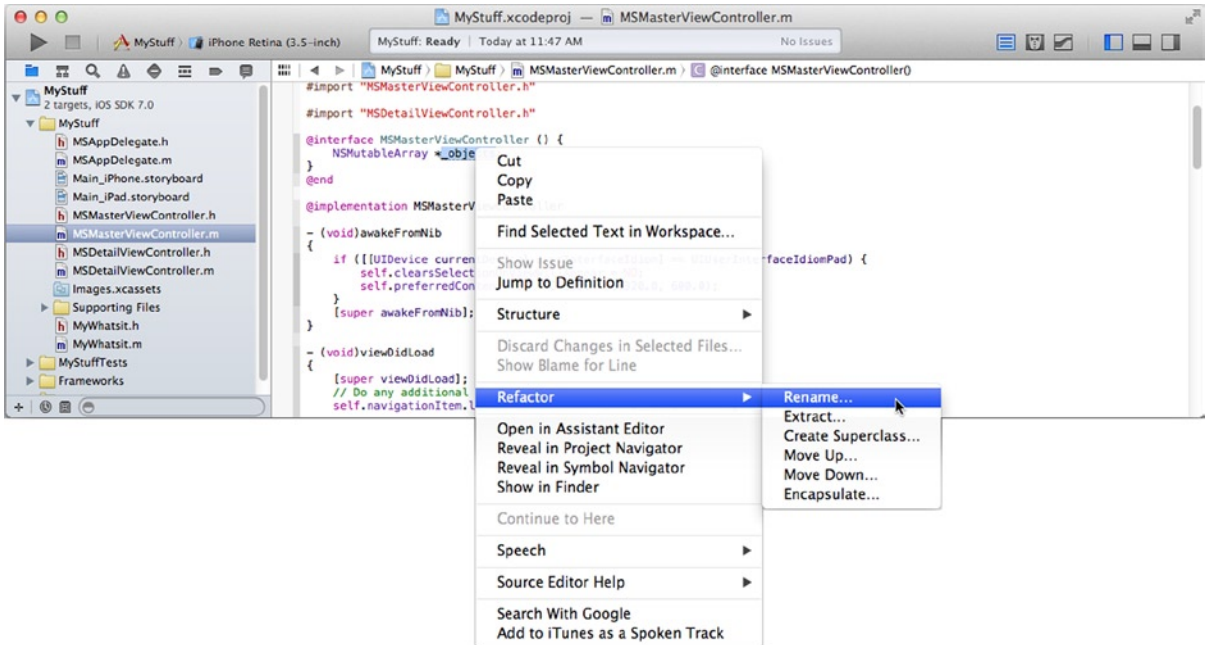 MyStuff.xcodeproj — m MSMasterViewController.m
MyStuff 〉 iPhone Retina (3.5-inch)
MyStuff: Ready | Today at 11:47 AM
No Issues
MyStuff 〉 MyStuff 〉 m MSMasterViewController.m 〉 C @interface MSMasterViewController()
MyStuff
2 targets, iOS SDK 7.0
MyStuff
h MSAppDelegate.h
m MSAppDelegate.m
Main_iPhone.storyboard
Main_iPad.storyboard
h MSMasterViewController.h
m MSMasterViewController.m
h MSDetailViewController.h
m MSDetailViewController.m
Images.xcassets
Supporting Files
h MyWhatsit.h
m MyWhatsit.m
MyStuffTests
Frameworks
#import "MSMasterViewController.h"
#import "MSDetailViewController.h"
@interface MSMasterViewController () {
NSMutableArray *_obje
}
@end
@implementation MSMasterV
- (void)awakeFromNib
{
if ([[UIDevice curren faceIdiomPad) {
self.clearsSelect
self.preferredCon
}
[super awakeFromNib];
}
- (void)viewDidLoad
{
[super viewDidLoad];
// Do any additional
self.navigationItem.l
Cut
Copy
Paste
Find Selected Text in Workspace...
Show Issue
Jump to Definition
Structure
Discard Changes in Selected Files...
Show Blame for Line
Refactor
Open in Assistant Editor
Reveal in Project Navigator
Reveal in Symbol Navigator
Show in Finder
Continue to Here
Speech
Source Editor Help
Search With Google
Add to iTunes as a Spoken Track
Rename...
Extract...
Create Superclass...
Move Up...
Move Down...
Encapsulate...